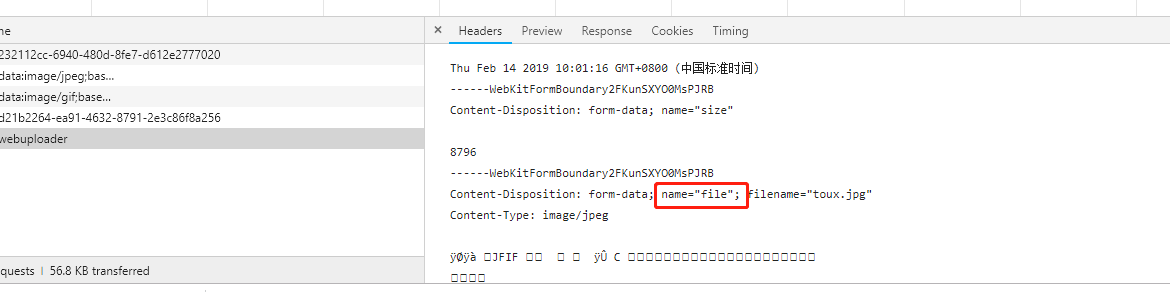 me
Headers Preview Response Cookies Timing
232112cc-6940-480d-8fe7-d612e2777020
data:image/jpeg;bas...
data:image/gif;base...
d21b2264-ea91-4632-8791-2e3c86f8a256
webuploader
quests | 56.8 KB transferred
Thu Feb 14 2019 10:01:16 GMT+0800 (中国标准时间)
------WebKitFormBoundary2FKunSXYO0MsPJRB
Content-Disposition: form-data; name="size"
8796
------WebKitFormBoundary2FKunSXYO0MsPJRB
Content-Disposition: form-data; name="file"; filename="toux.jpg"
Content-Type: image/jpeg
ÿØÿà JFIF ÿÛ C